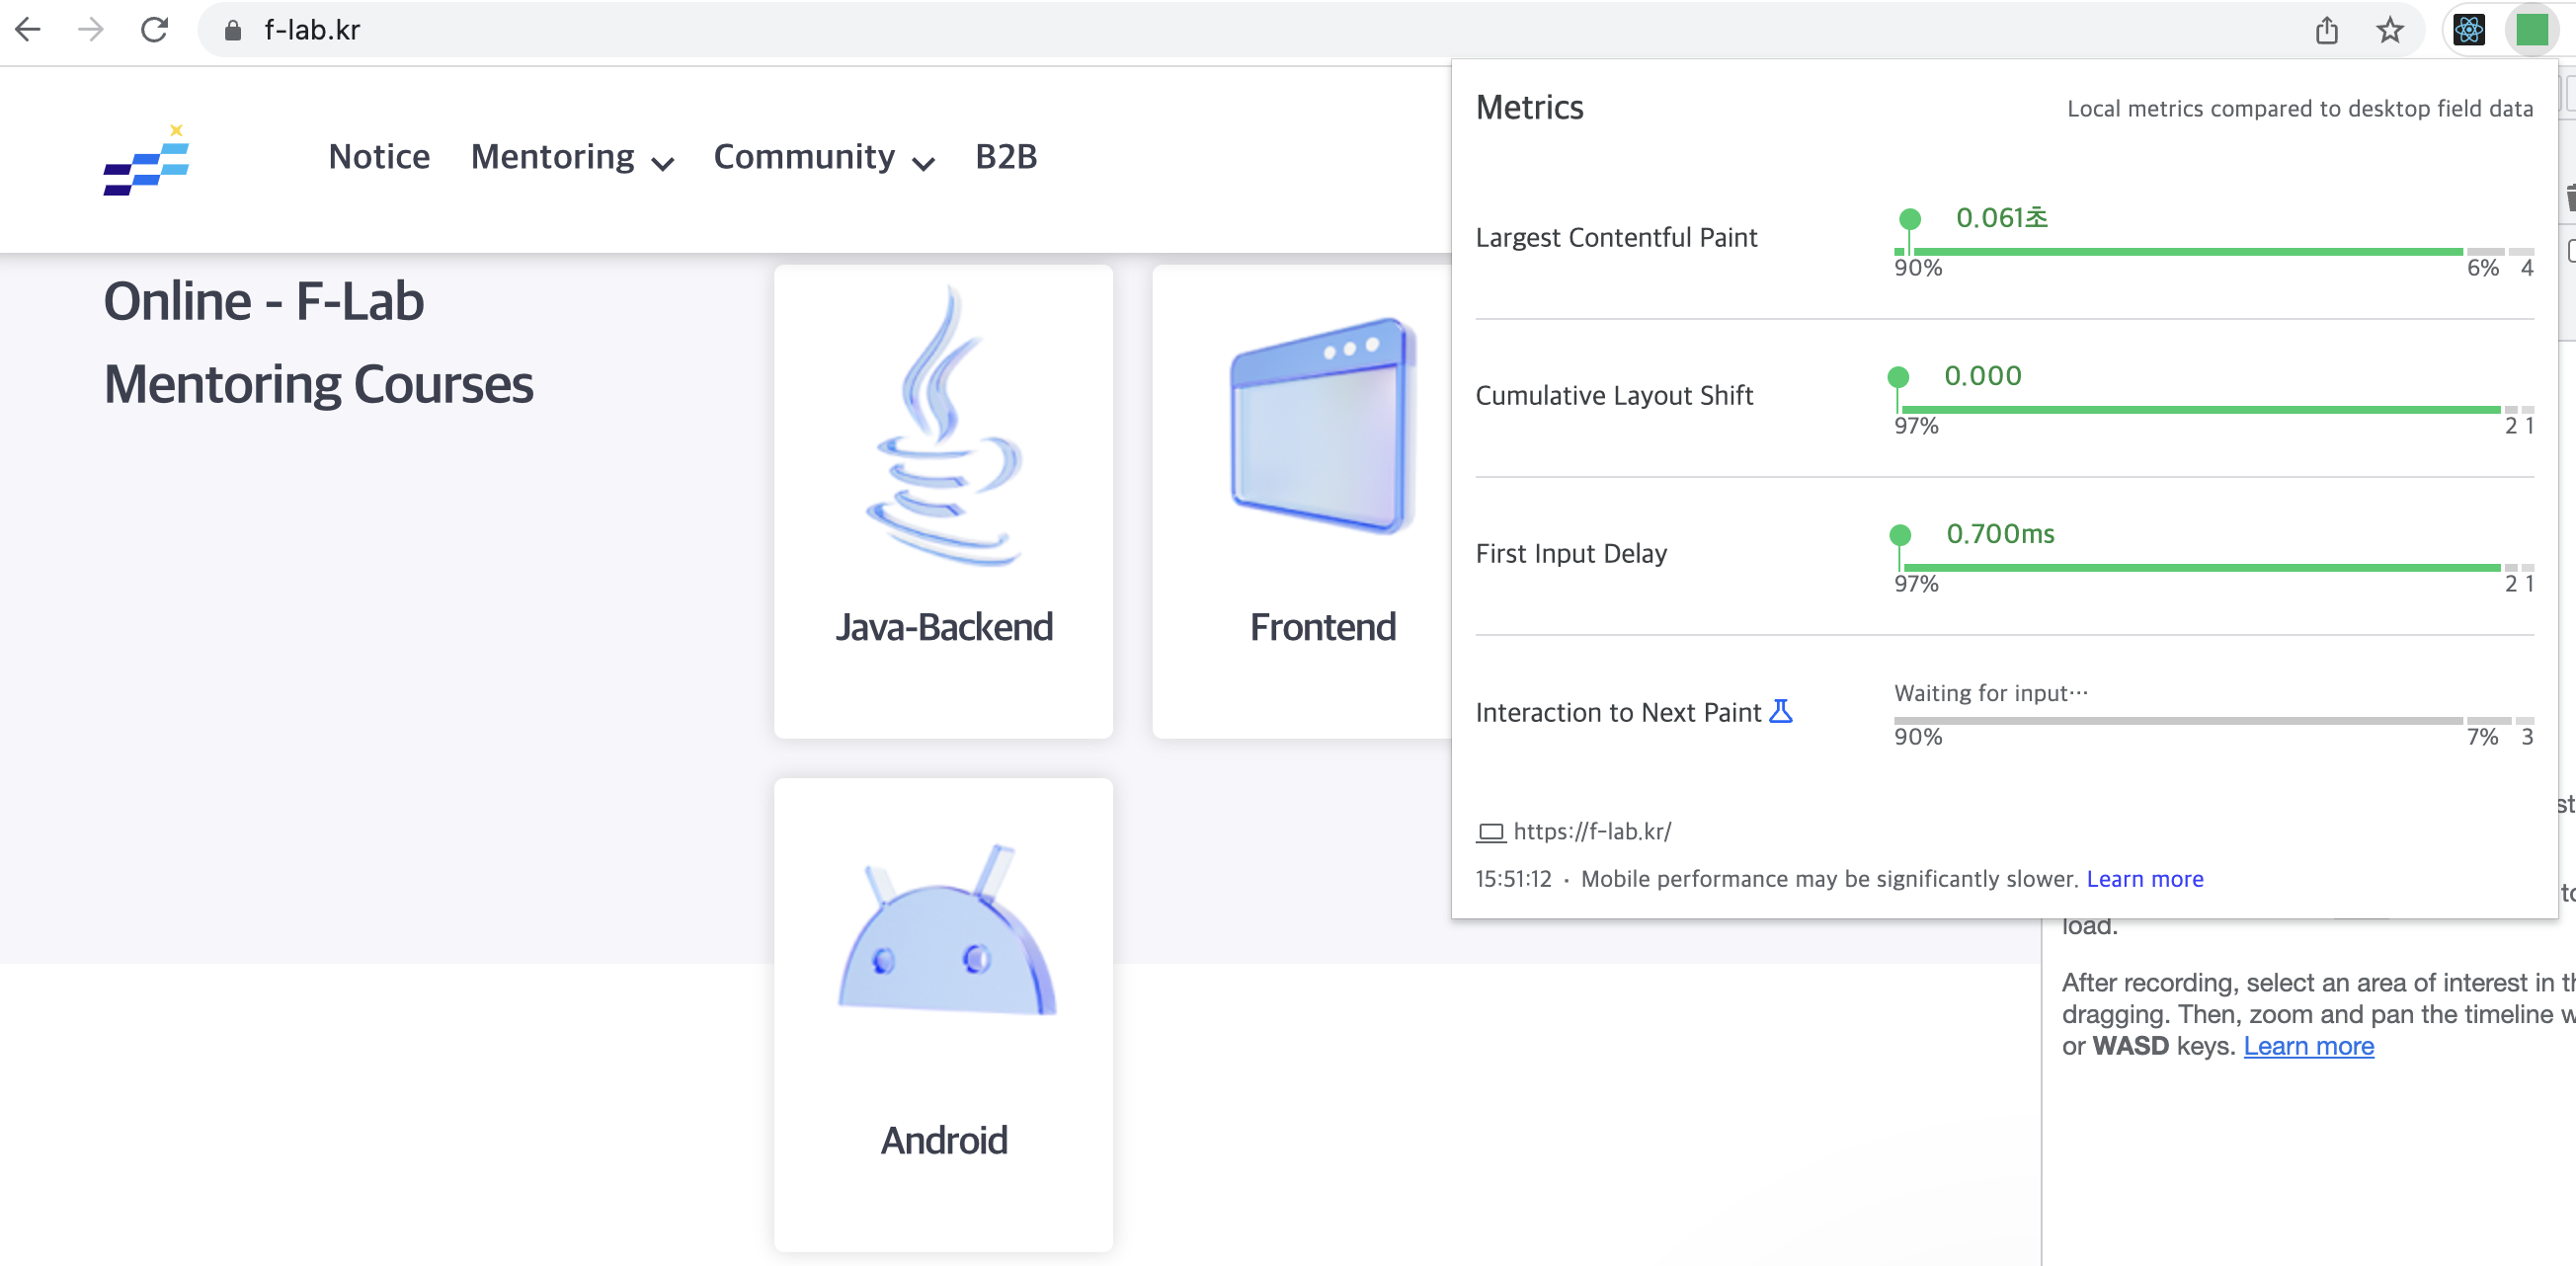 f-lab.kr
Notice Mentoring Community B2B
Online - F-Lab
Mentoring Courses
Java-Backend
Frontend
Android
Metrics
Local metrics compared to desktop field data
Largest Contentful Paint
0.061초
90% 6% 4
Cumulative Layout Shift
0.000
97% 2 1
First Input Delay
0.700ms
97% 2 1
Interaction to Next Paint
Waiting for input…
90% 7% 3
https://f-lab.kr/
15:51:12 · Mobile performance may be significantly slower. Learn more
load.
After recording, select an area of interest in
dragging. Then, zoom and pan the timeline
or WASD keys. Learn more